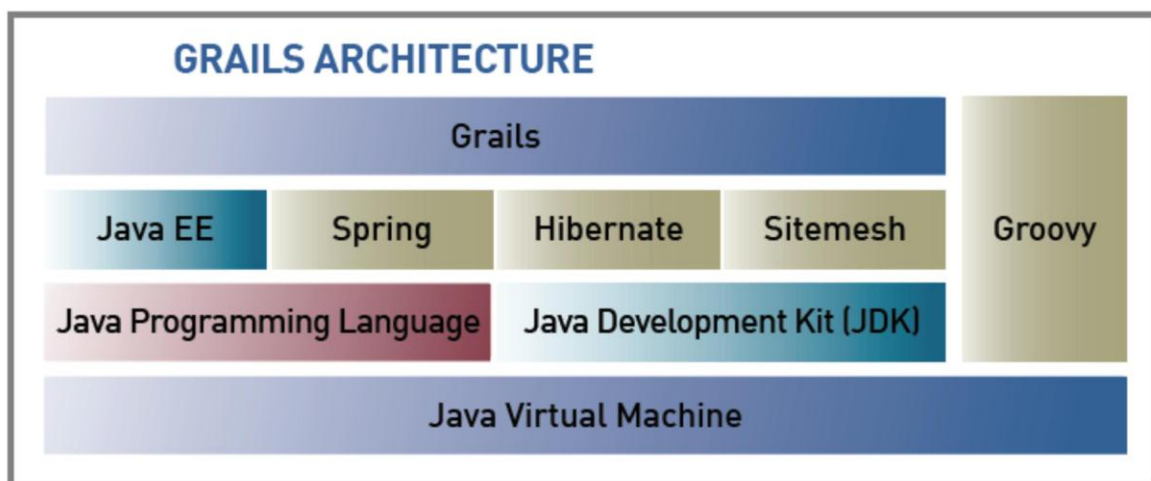 GRAILS ARCHITECTURE
Grails
Java EE
Spring
Hibernate
Sitemesh
Groovy
Java Programming Language
Java Development Kit (JDK)
Java Virtual Machine